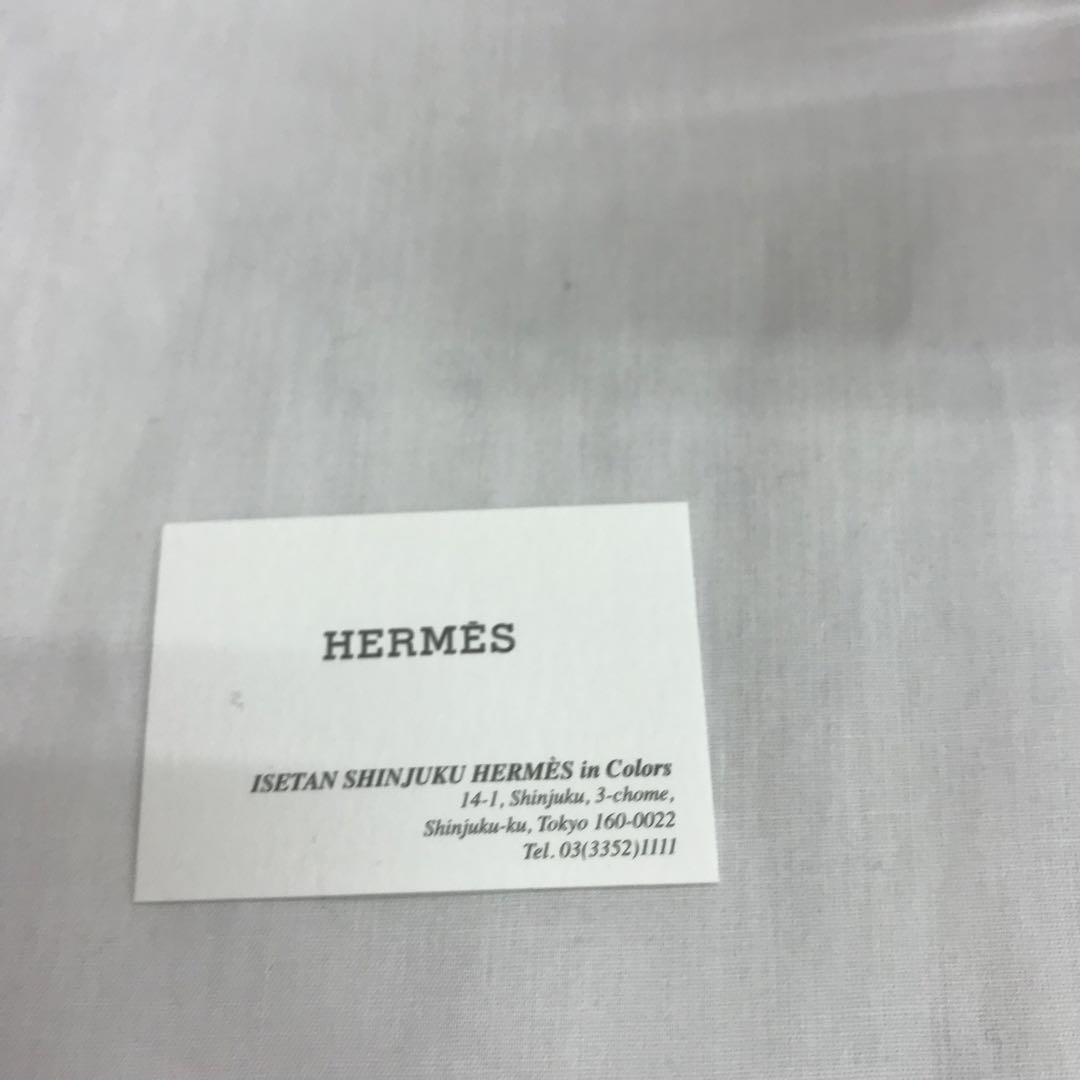 HERMÈS
ISETAN SHINJUKU HERMÈS in Colors
14-1, Shinjuku, 3-chome,
Shinjuku-ku, Tokyo 160-0022
Tel. 03(3352)1111